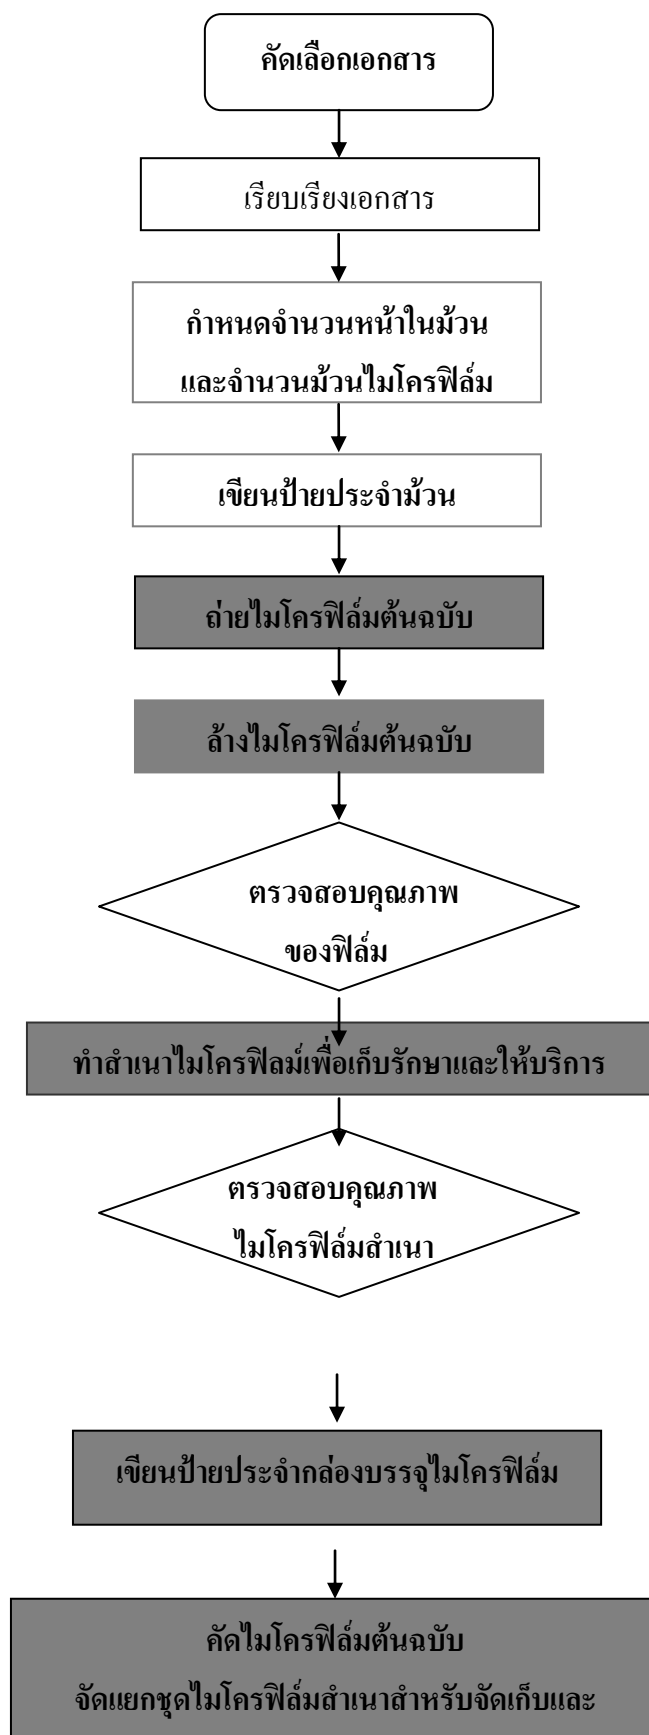 คัดเลือกเอกสาร
เรียบเรียงเอกสาร
กำหนดจำนวนหน้าในม้วน
และจำนวนม้วนไมโครฟิล์ม
เขียนป้ายประจำม้วน
ถ่ายไมโครฟิล์มต้นฉบับ
ล้างไมโครฟิล์มต้นฉบับ
ตรวจสอบคุณภาพ
ของฟิล์ม
ทำสำเนาไมโครฟิลม์เพื่อเก็บรักษาและให้บริการ
ตรวจสอบคุณภาพ
ไมโครฟิล์มสำเนา
เขียนป้ายประจำกล่องบรรจุไมโครฟิล์ม
คัดไมโครฟิล์มต้นฉบับ
จัดแยกชุดไมโครฟิล์มสำเนาสำหรับจัดเก็บและ